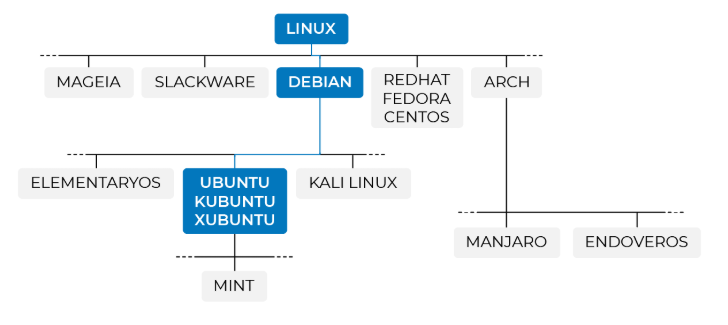 LINUX
MAGEIA
SLACKWARE
DEBIAN
REDHAT
FEDORA
CENTOS
ARCH
ELEMENTARYOS
UBUNTU
KUBUNTU
XUBUNTU
KALI LINUX
MANJARO
ENDOVEROS
MINT